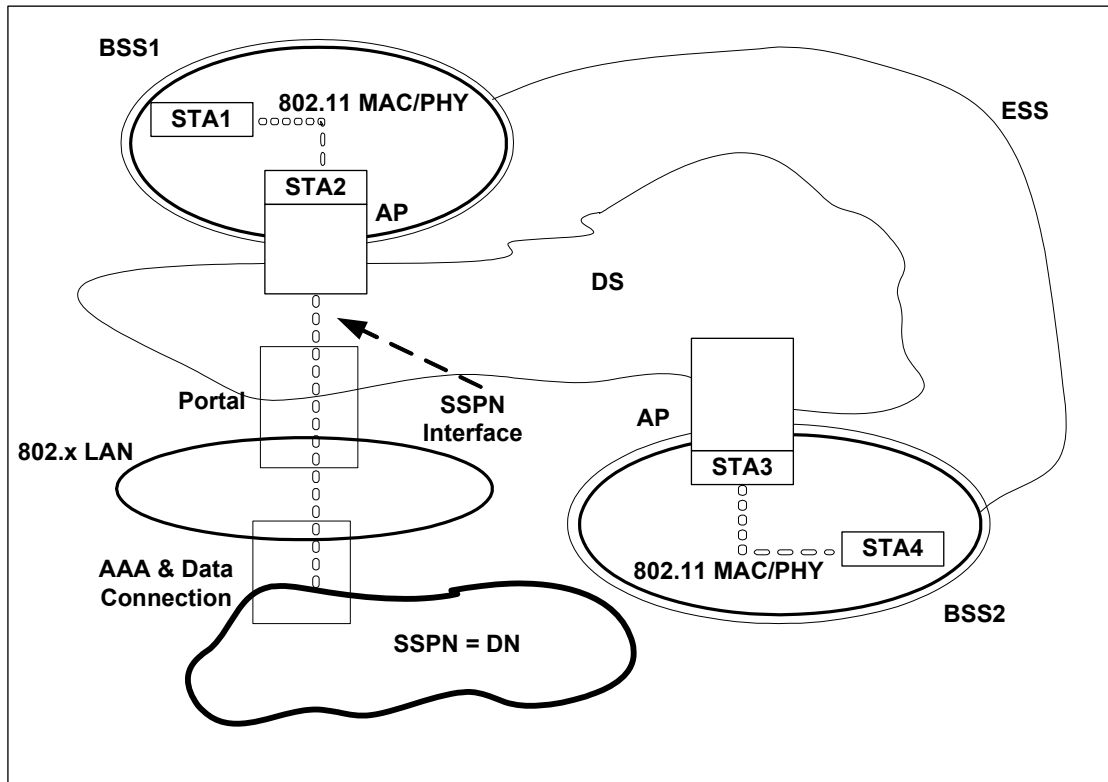 BSS1
802.11 MAC/PHY
STA1
ESS
STA2
AP
DS
Portal
SSPN
Interface
AP
802.x LAN
STA3
STA4
AAA & Data
Connection
802.11 MAC/PHY
BSS2
SSPN = DN